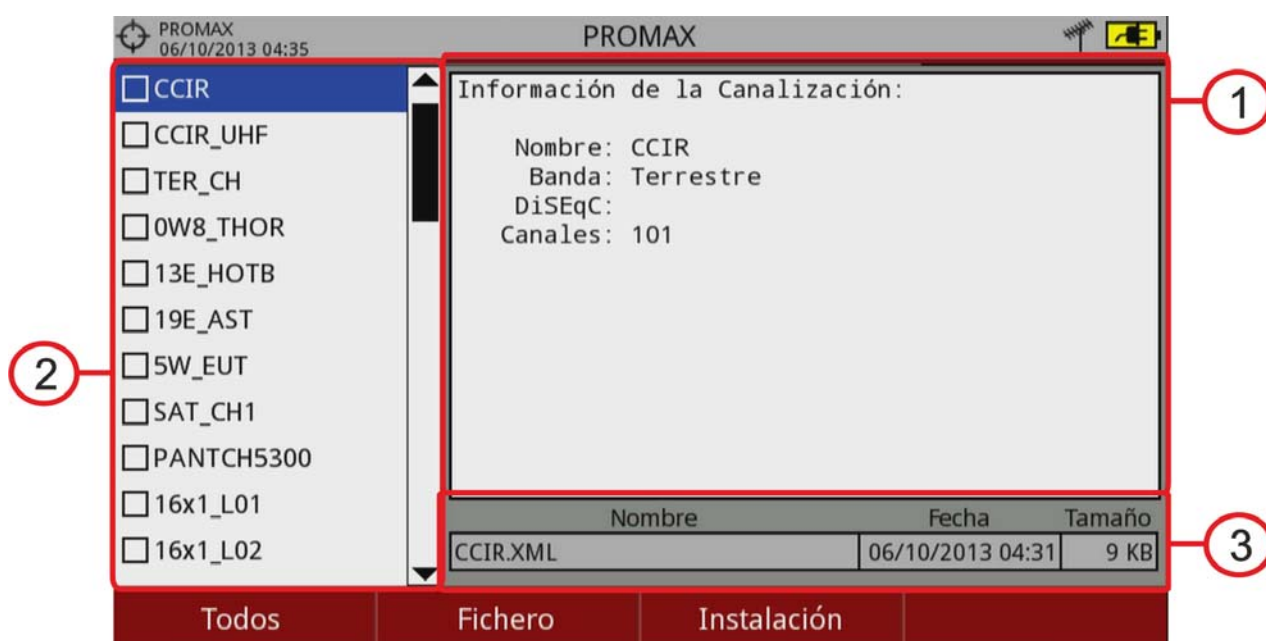 PROMAX
06/10/2013 04:35
PROMAX
CCIR
CCIR_UHF
TER_CH
0W8_THOR
13E_HOTB
19E_AST
5W_EUT
SAT_CH1
PANTCH5300
16x1_L01
16x1_L02
Información de la Canalización:
Nombre: CCIR
Banda: Terrestre
DiSEqC:
Canales: 101
Nombre Fecha Tamaño
CCIR.XML 06/10/2013 04:31 9 KB
Todos Fichero Instalación
1
2
3